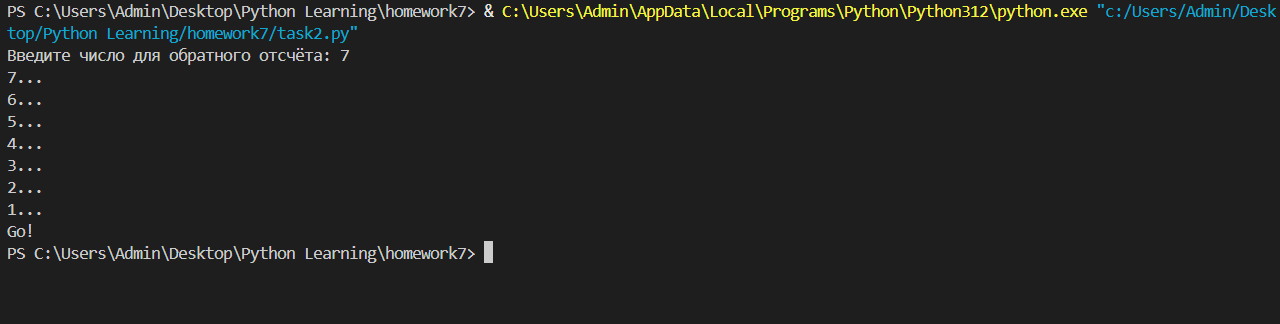 PS C:\Users\Admin\Desktop\Python Learning\homework7> & C:\Users\Admin\AppData\Local\Programs\Python\Python312\python.exe "c:/Users/Admin/Desk
top/Python Learning/homework7/task2.py"
Введите число для обратного отсчёта: 7
7...
6...
5...
4...
3...
2...
1...
Go!
PS C:\Users\Admin\Desktop\Python Learning\homework7>